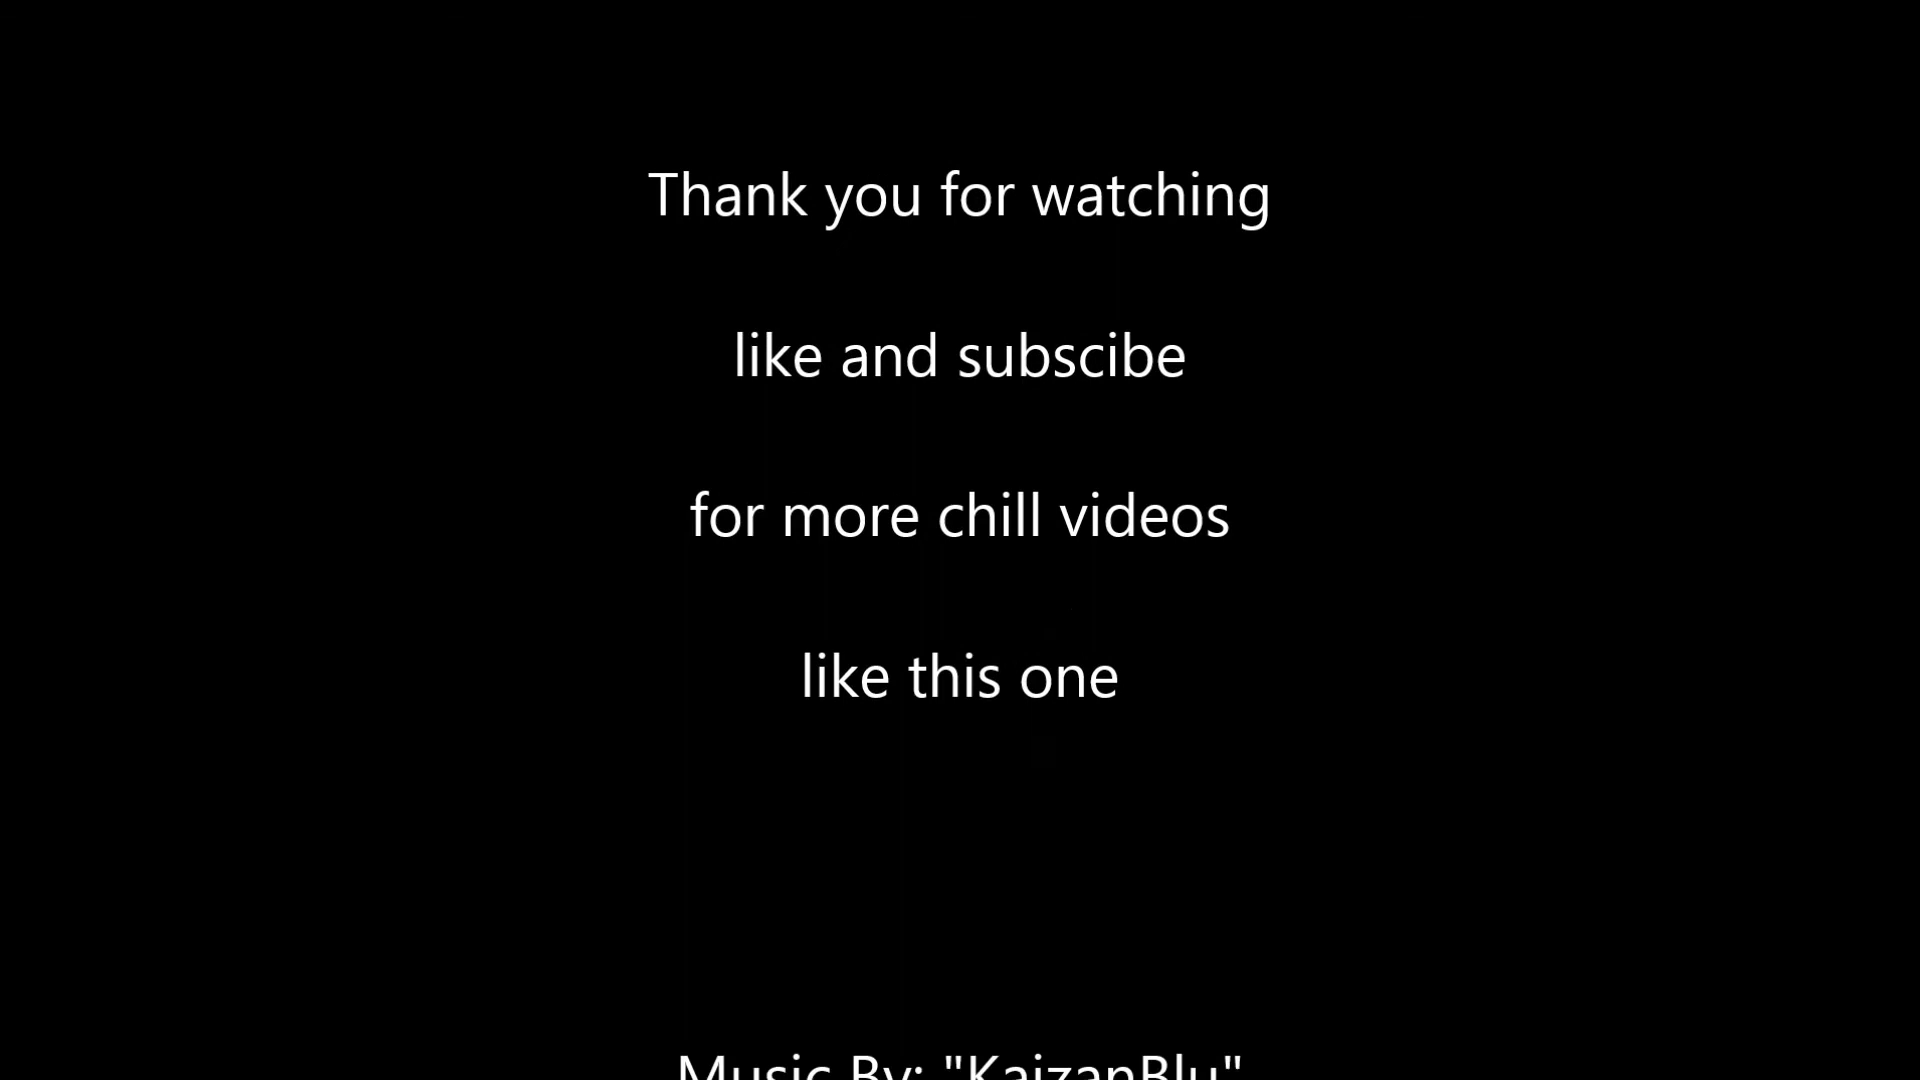 Thank you for watching
like and subscibe
for more chill videos
like this one
Music By: "KaizanBlu"